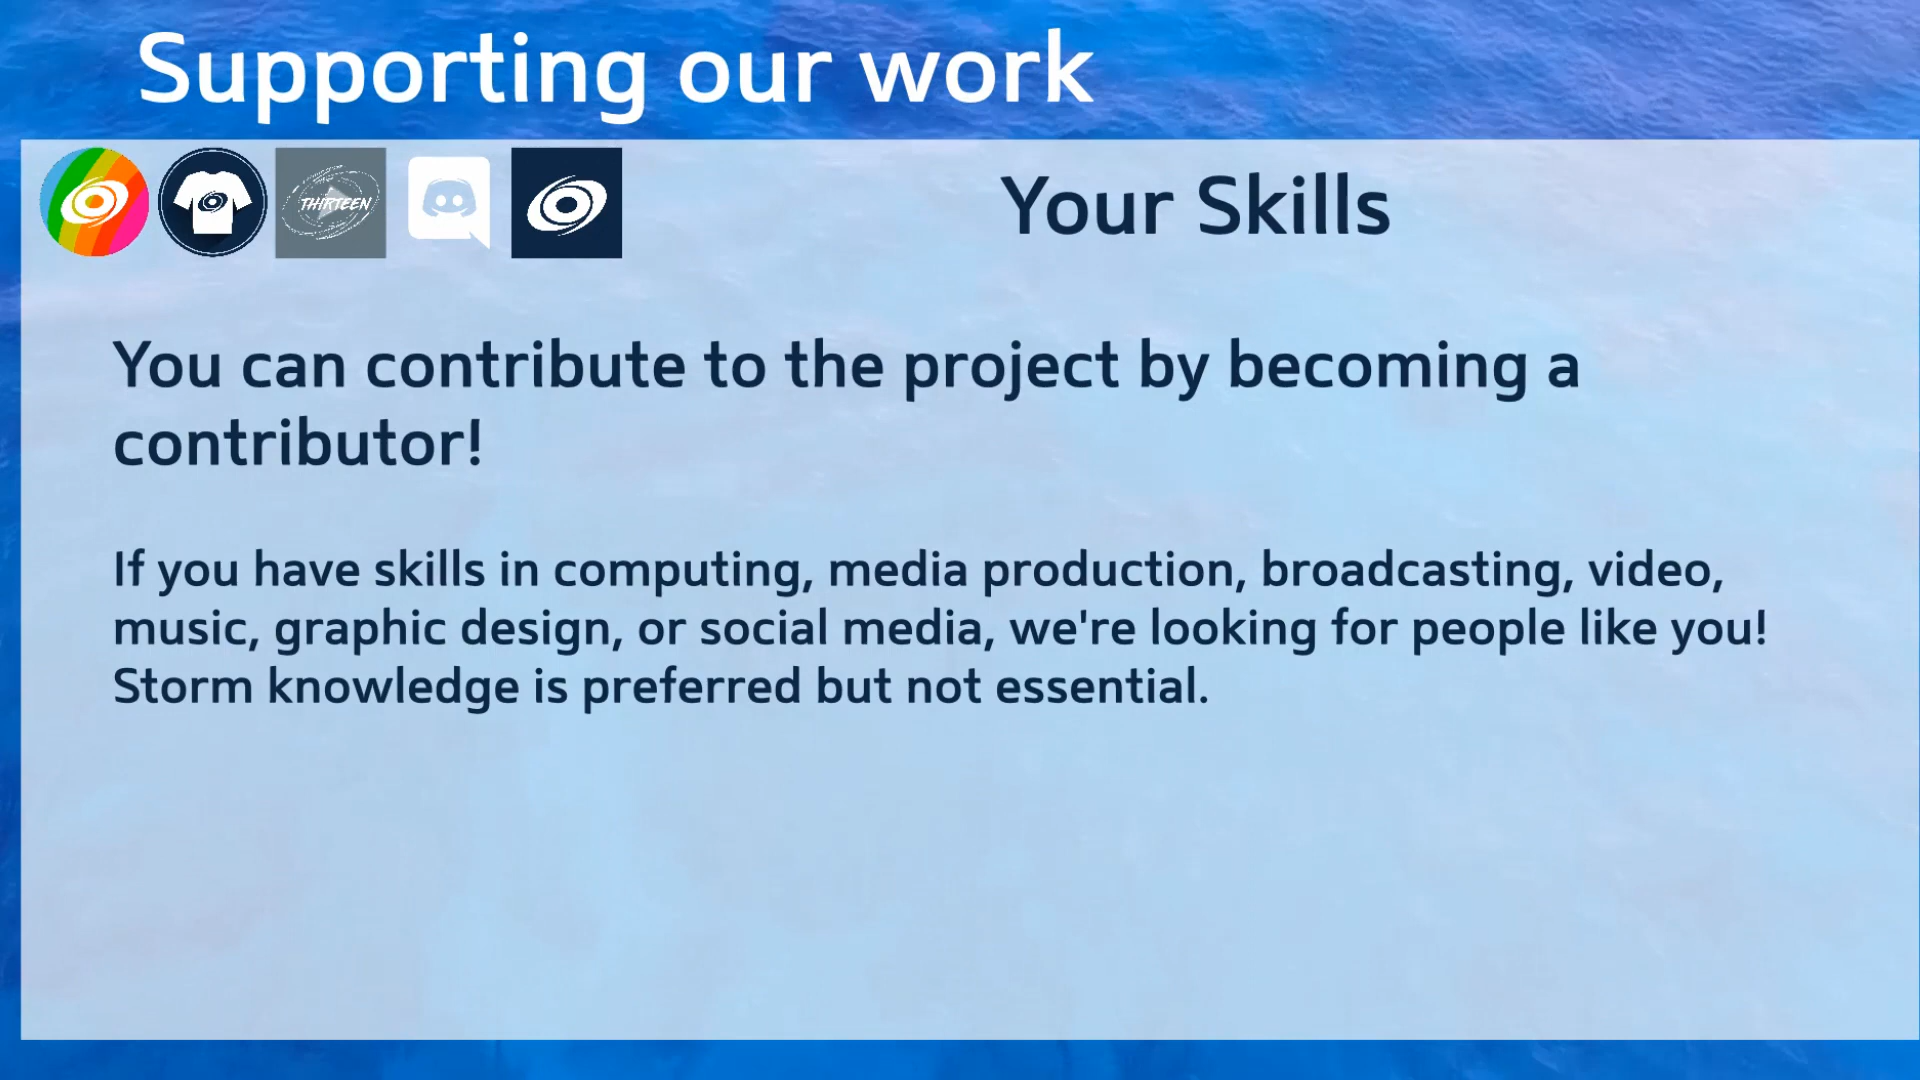 Supporting our work
THIRTEEN
Your Skills
You can contribute to the project by becoming a
contributor!
If you have skills in computing, media production, broadcasting, video,
music, graphic design, or social media, we're looking for people like you!
Storm knowledge is preferred but not essential.